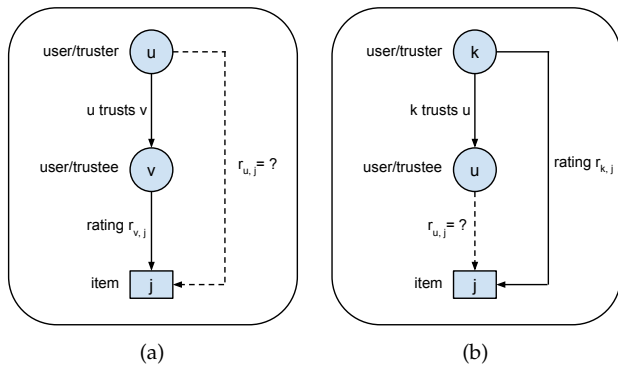 user/truster u
u trusts v
user/trustee v
r_{u, j} = ?
rating r_{v, j}
item j
(a)
user/truster k
k trusts u
user/trustee u
rating r_{k, j}
r_{u, j} = ?
item j
(b)